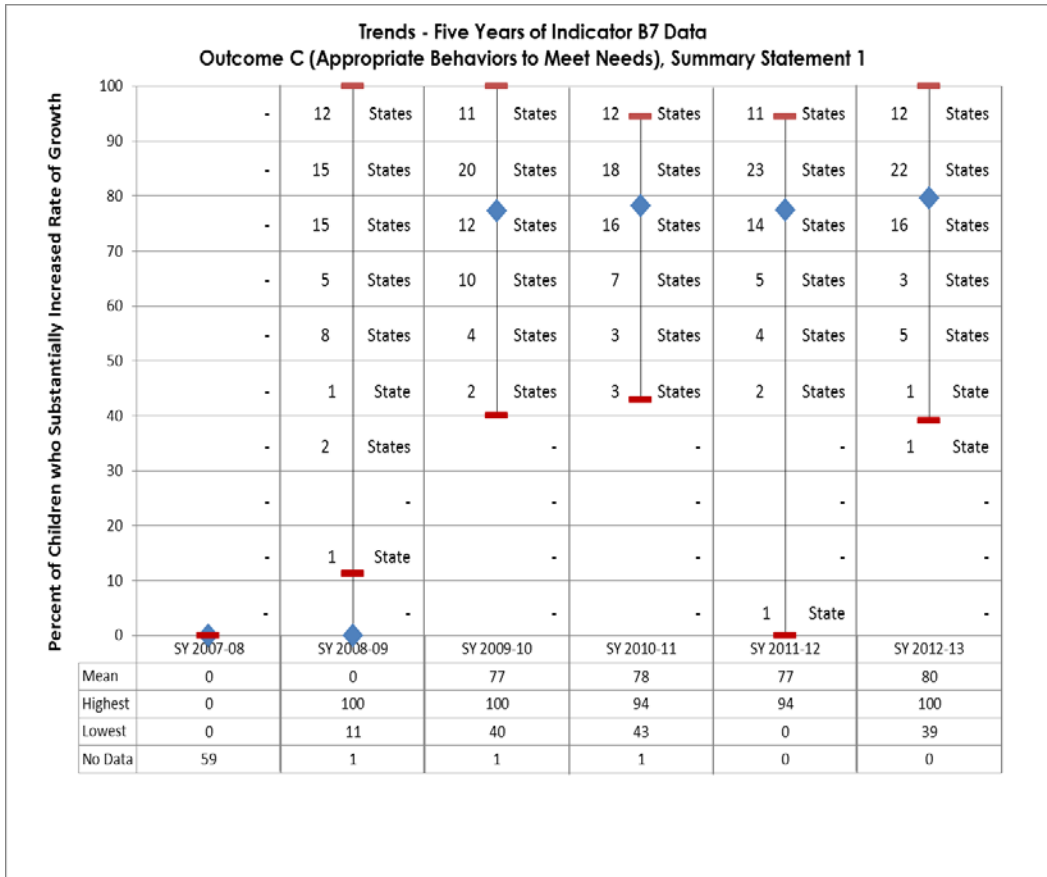 Trends - Five Years of Indicator B7 Data
Outcome C (Appropriate Behaviors to Meet Needs), Summary Statement 1
Percent of Children who Substantially Increased Rate of Growth
100
- 12 States 11 States 12 States 11 States 12 States
90
- 15 States 20 States 18 States 23 States 22 States
80
- 15 States 12 States 16 States 14 States 16 States
70
- 5 States 10 States 7 States 5 States 3 States
60
- 8 States 4 States 3 States 4 States 5 States
50
- 1 State 2 States 3 States 2 States 1 State
40
- 2 States - - - 1 State
30
- - - - - -
20
- 1 State - - - -
10
- - - - 1 State -
0
SY 2007-08 SY 2008-09 SY 2009-10 SY 2010-11 SY 2011-12 SY 2012-13
Mean 0 0 77 78 77 80
Highest 0 100 100 94 94 100
Lowest 0 11 40 43 0 39
No Data 59 1 1 1 0 0